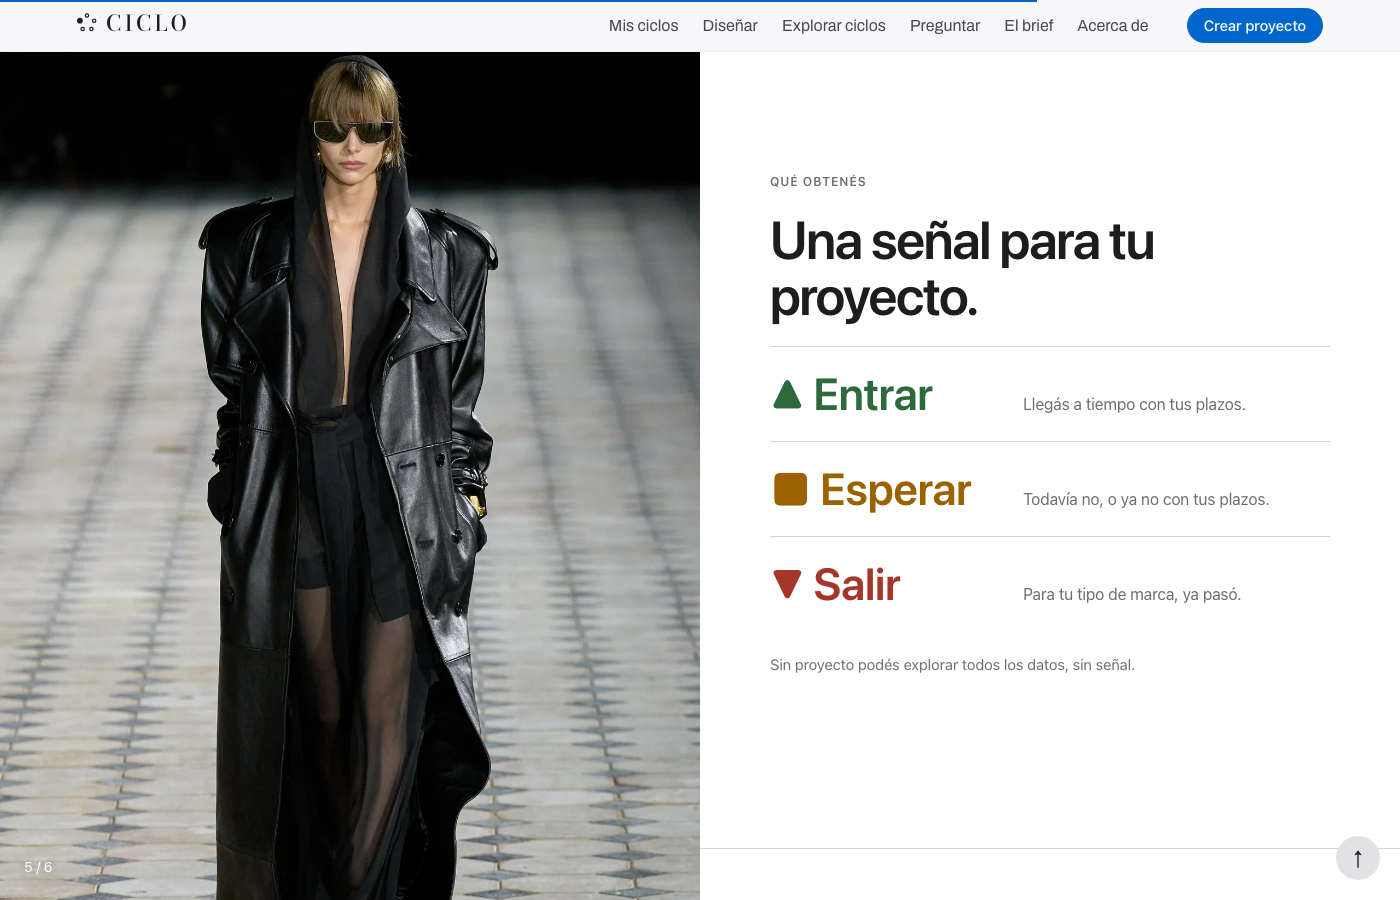 CICLO
Mis ciclos Diseñar Explorar ciclos Preguntar El brief Acerca de Crear proyecto
QUÉ OBTENÉS
Una señal para tu
proyecto.
Entrar Llegás a tiempo con tus plazos.
Esperar Todavía no, o ya no con tus plazos.
Salir Para tu tipo de marca, ya pasó.
Sin proyecto podés explorar todos los datos, sin señal.
5 / 6
↑